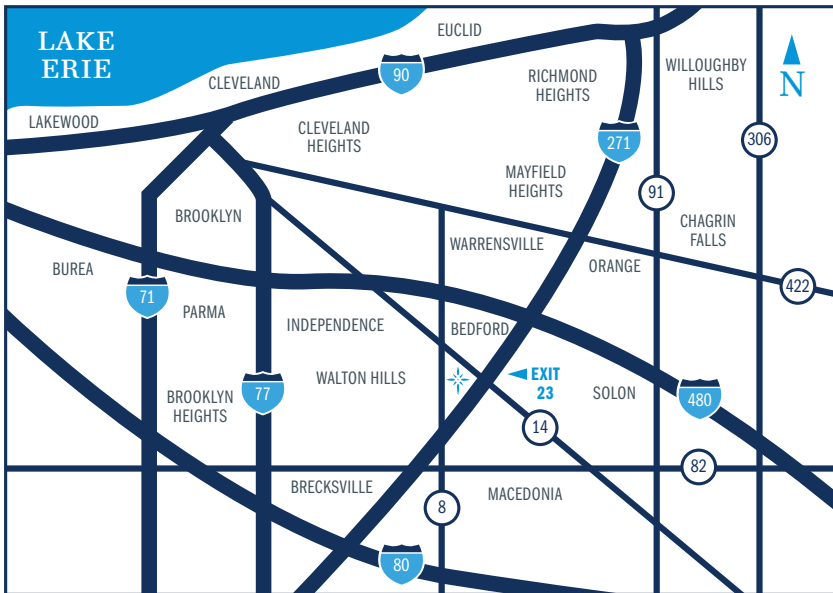 LAKE
ERIE
EUCLID
90
CLEVELAND
RICHMOND
HEIGHTS
WILLOUGHBY
HILLS
N
LAKEWOOD
CLEVELAND
HEIGHTS
271
306
MAYFIELD
HEIGHTS
91
BROOKLYN
CHAGRIN
FALLS
WARRENSVILLE
BUREA
ORANGE
422
71
PARMA
INDEPENDENCE
BEDFORD
WALTON HILLS
EXIT
23
77
BROOKLYN
HEIGHTS
SOLON
480
14
82
BRECKSVILLE
MACEDONIA
8
80